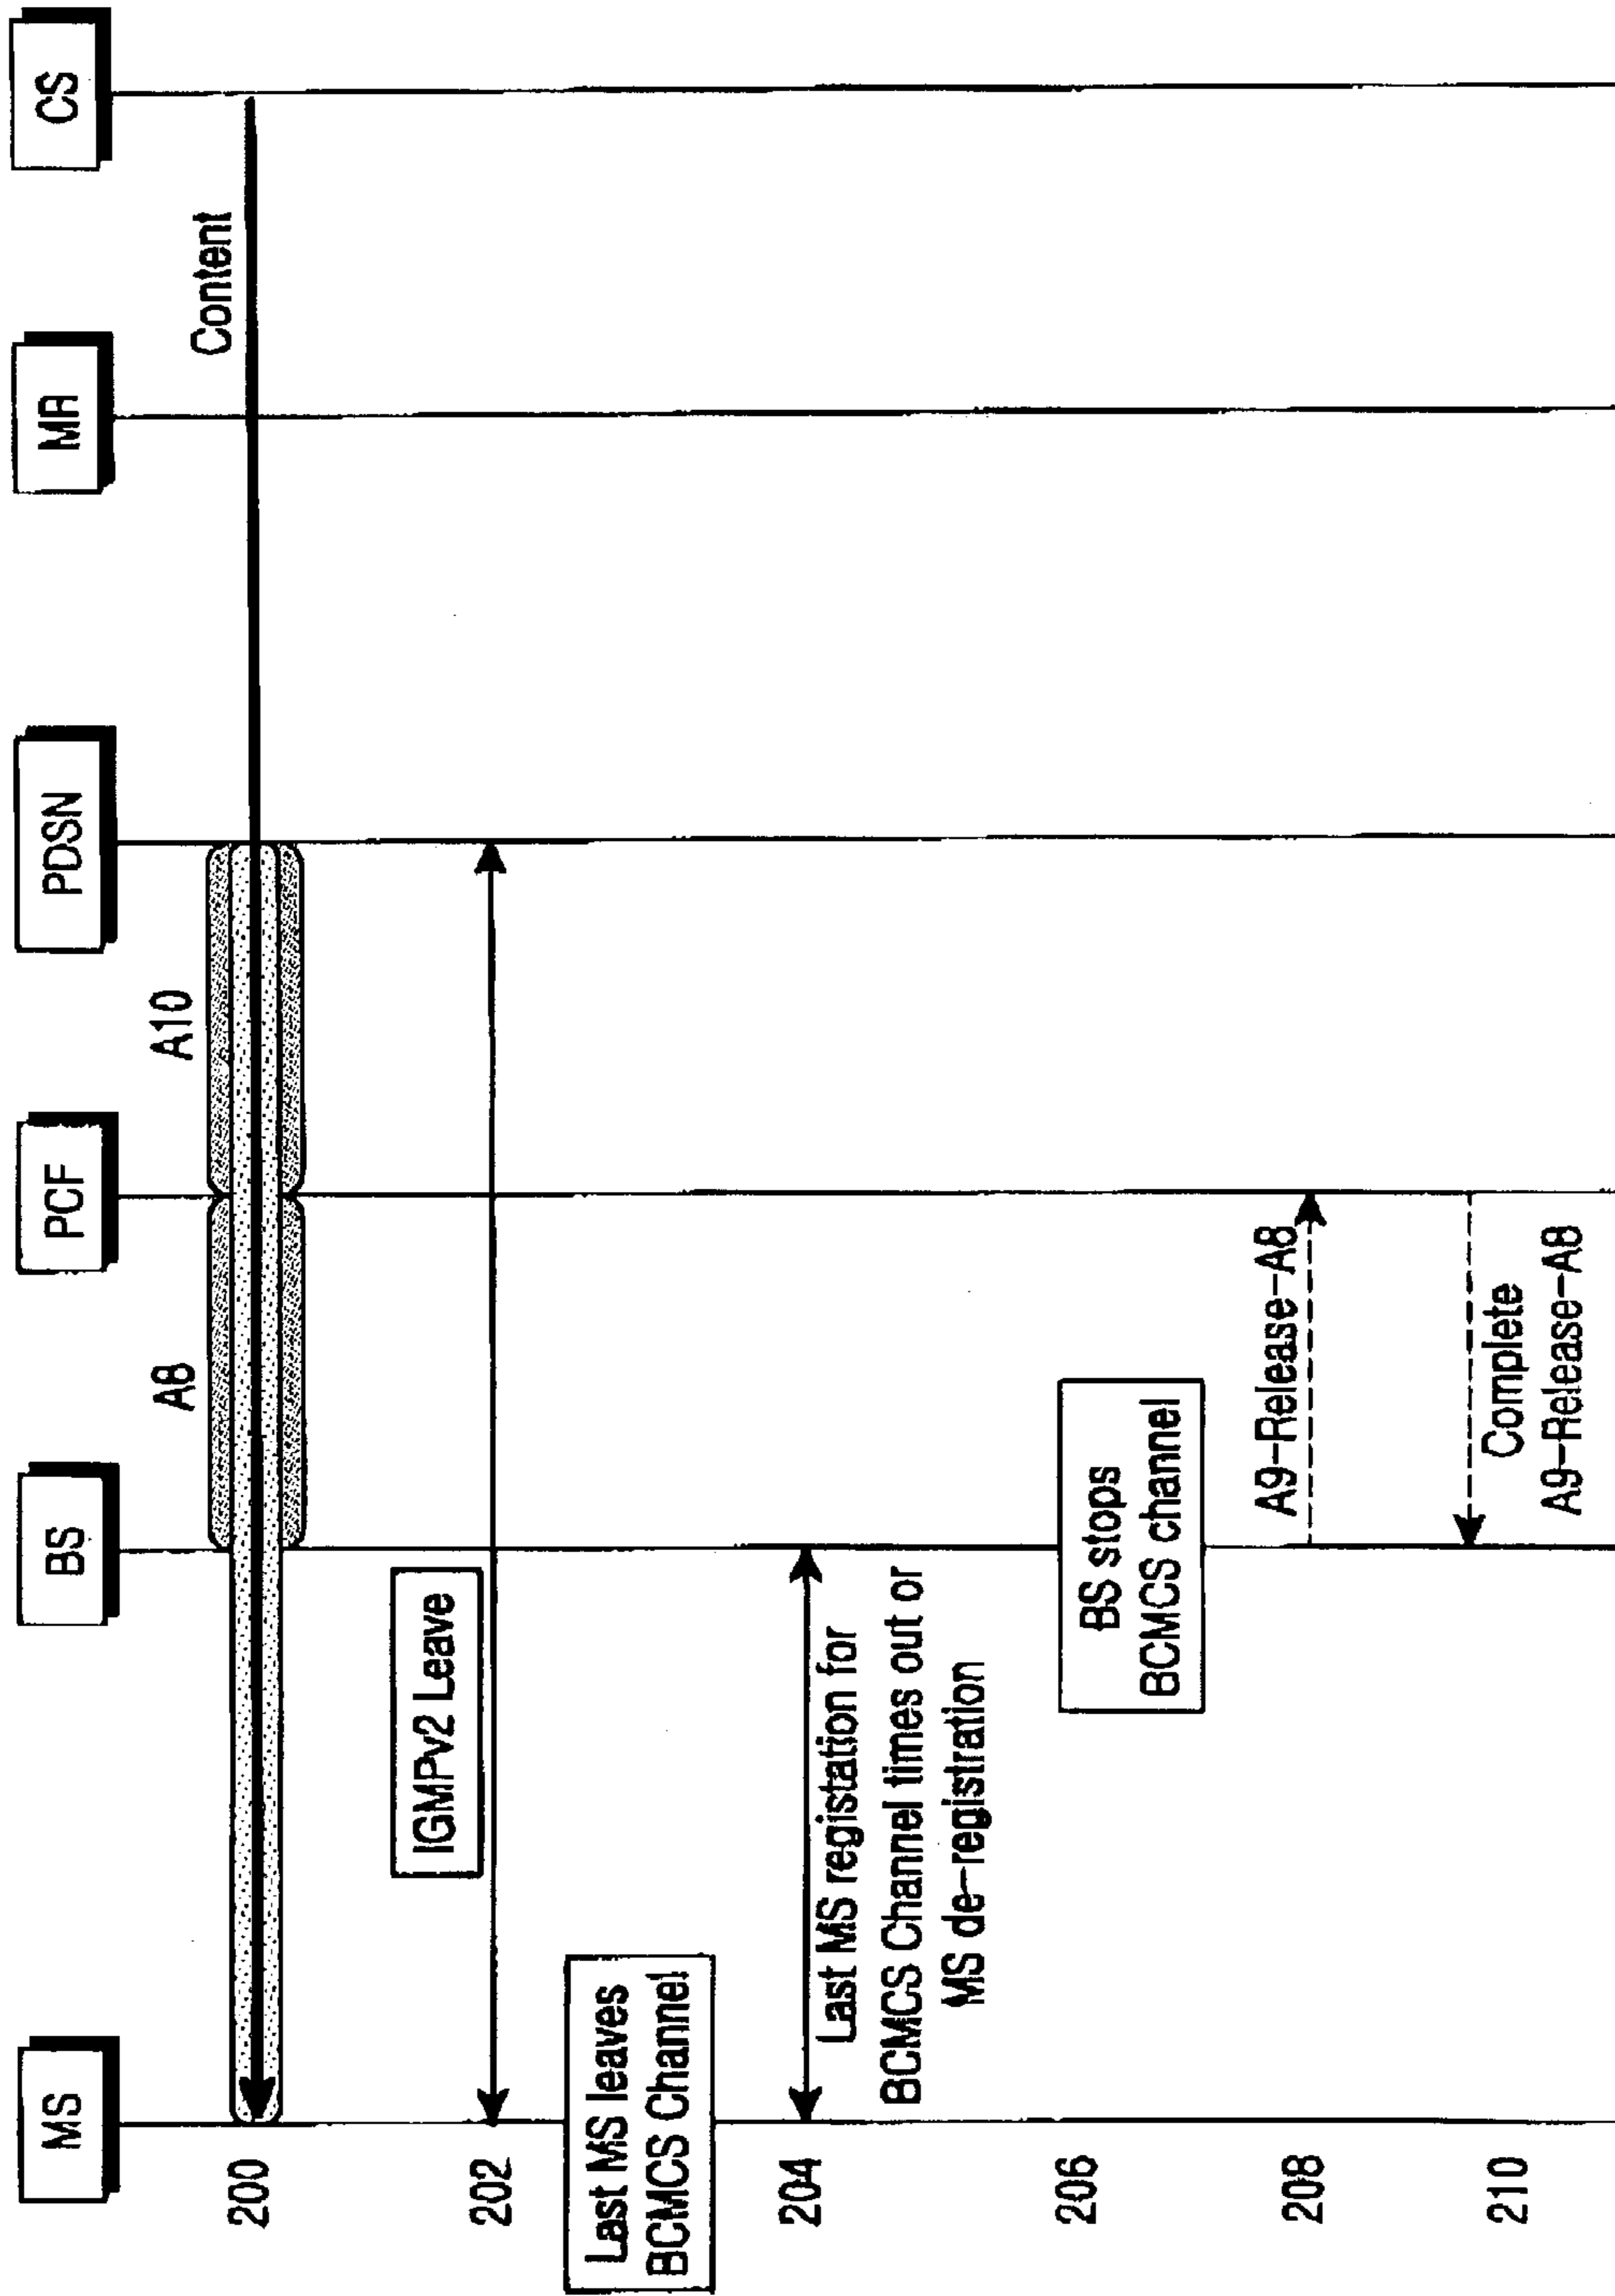 MS
BS
PCF
PDSN
MR
CS
200
A8
A10
Content
202
IGMPv2 Leave
Last MS leaves
BCMCS Channel
204
Last MS registation for
BCMCS Channel times out or
MS de-registration
206
BS stops
BCMCS channel
208
A9-Release-A8
210
Complete
A9-Release-A8